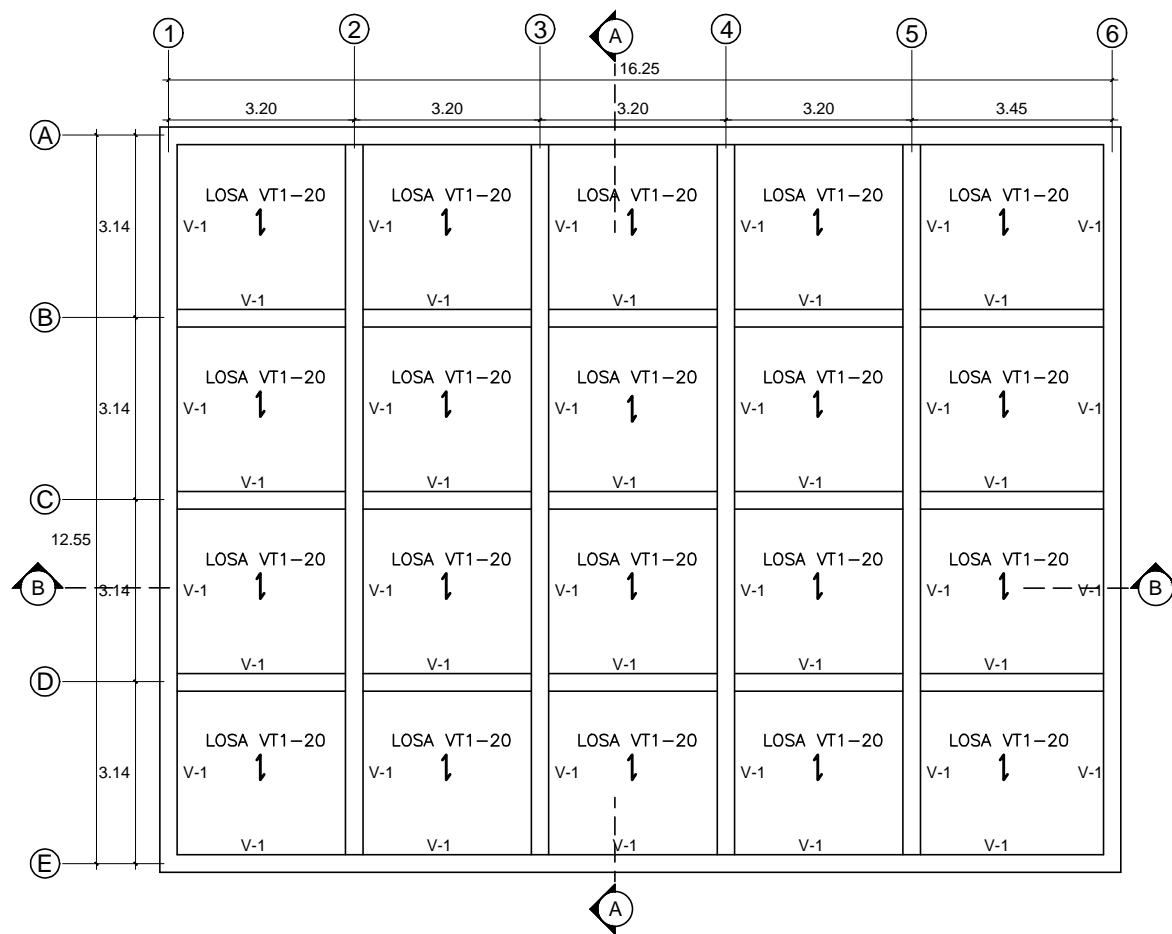 1 2 3 A 4 5 6
16.25
3.20 3.20 3.20 3.20 3.45
A
LOSA VT1-20 LOSA VT1-20 LOSA VT1-20 LOSA VT1-20 LOSA VT1-20
3.14 V-1 V-1 V-1 V-1 V-1 V-1
V-1 V-1 V-1 V-1 V-1
B
LOSA VT1-20 LOSA VT1-20 LOSA VT1-20 LOSA VT1-20 LOSA VT1-20
3.14 V-1 V-1 V-1 V-1 V-1 V-1
V-1 V-1 V-1 V-1 V-1
C
12.55
LOSA VT1-20 LOSA VT1-20 LOSA VT1-20 LOSA VT1-20 LOSA VT1-20
B 3.14 V-1 V-1 V-1 V-1 V-1 V-1 B
V-1 V-1 V-1 V-1 V-1
D
LOSA VT1-20 LOSA VT1-20 LOSA VT1-20 LOSA VT1-20 LOSA VT1-20
3.14 V-1 V-1 V-1 V-1 V-1 V-1
V-1 V-1 V-1 V-1 V-1
E
A